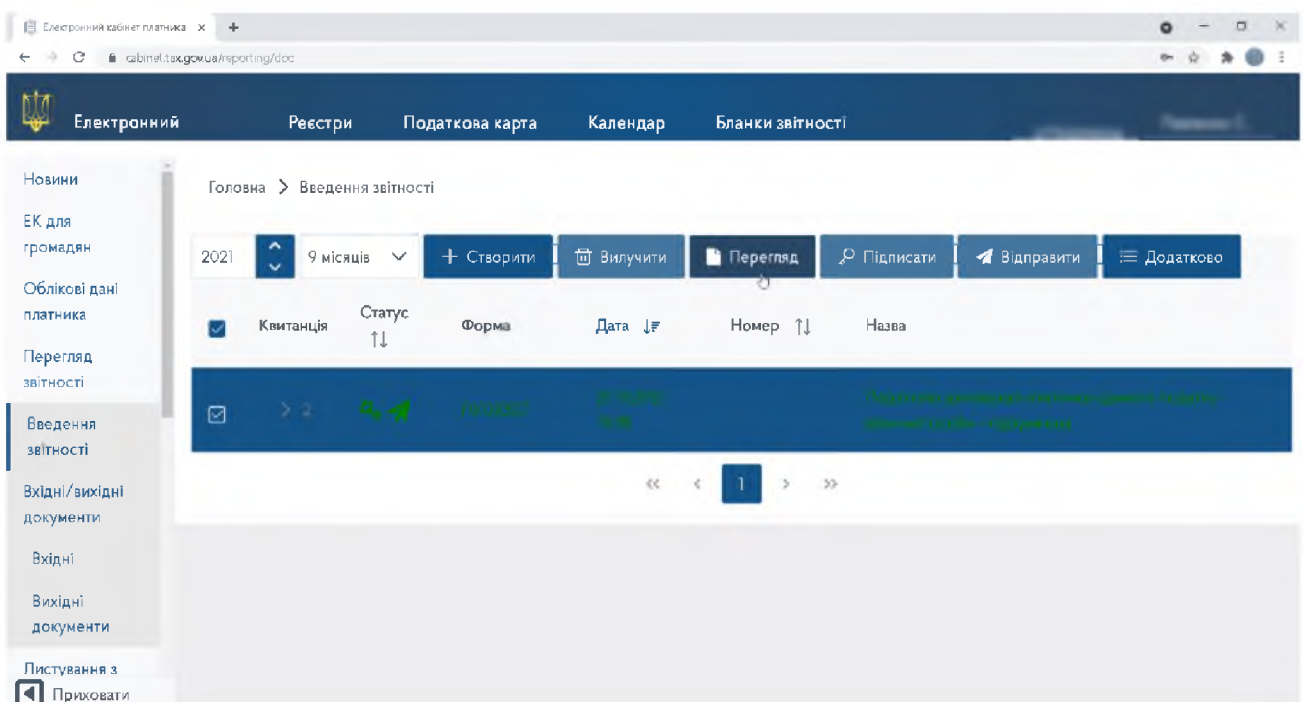 Електронний кабінет платника
cabinet.tax.gov.ua/reporting/doc
Електронний Реєстри Податкова карта Календар Бланки звітності
Новини
ЕК для
громадян
Облікові дані
платника
Перегляд
звітності
Введення
звітності
Вхідні/вихідні
документи
Вхідні
Вихідні
документи
Листування з
Приховати
Головна > Введення звітності
2021 9 місяців + Створити Вилучити Перегляд Підписати Відправити Додатково
Квитанція Статус Форма Дата Номер Назва
> 2
1